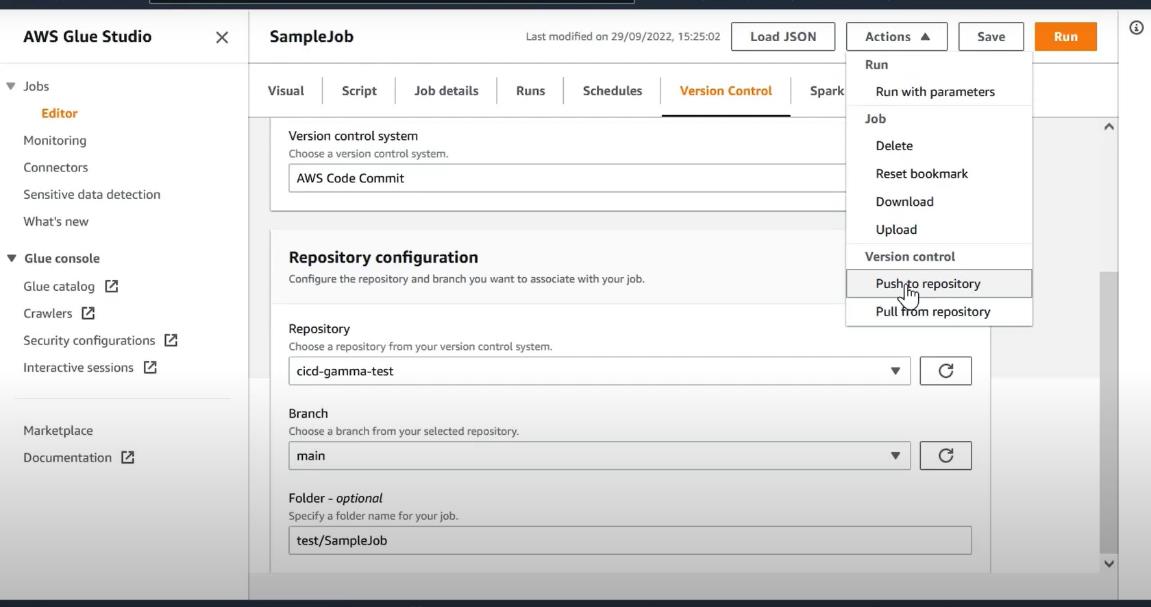 AWS Glue Studio
Jobs
Editor
Monitoring
Connectors
Sensitive data detection
What's new
Glue console
Glue catalog
Crawlers
Security configurations
Interactive sessions
Marketplace
Documentation
SampleJob
Last modified on 29/09/2022, 15:25:02
Load JSON
Actions
Save
Run
Visual
Script
Job details
Runs
Schedules
Version Control
Spark
Run
Run with parameters
Job
Delete
Reset bookmark
Download
Upload
Version control
Push to repository
Pull from repository
Version control system
Choose a version control system.
AWS Code Commit
Repository configuration
Configure the repository and branch you want to associate with your job.
Repository
Choose a repository from your version control system.
cicd-gamma-test
Branch
Choose a branch from your selected repository.
main
Folder - optional
Specify a folder name for your job.
test/SampleJob